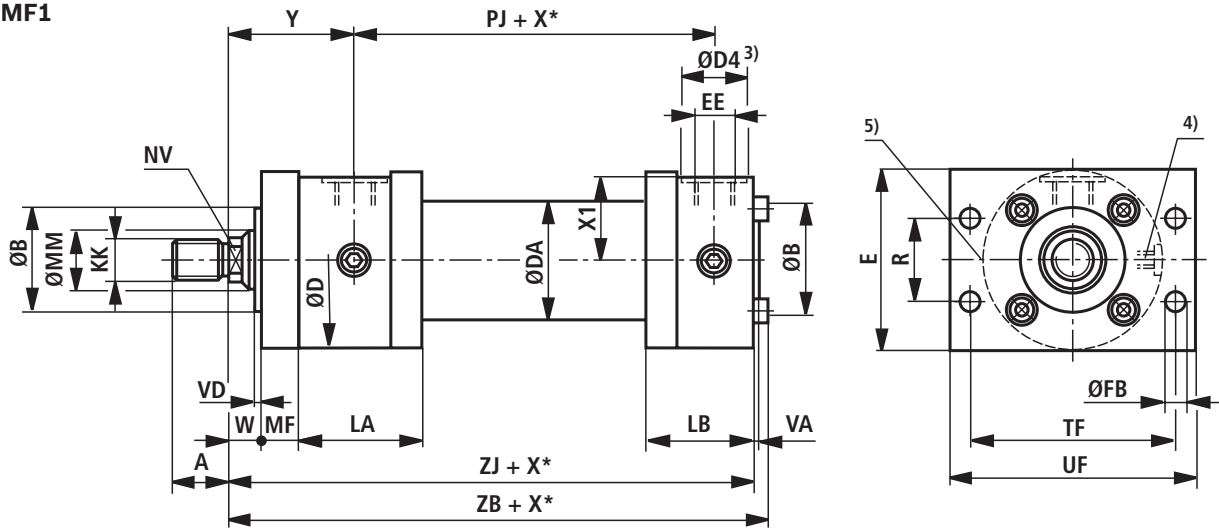 MF1
Y
PJ + X*
ØD4 3)
EE
NV
ØB
ØMM
KK
ØD
ØDA
X1
ØB
VD
W
MF
LA
LB
VA
A
ZJ + X*
ZB + X*
5)
4)
E
R
ØFB
TF
UF